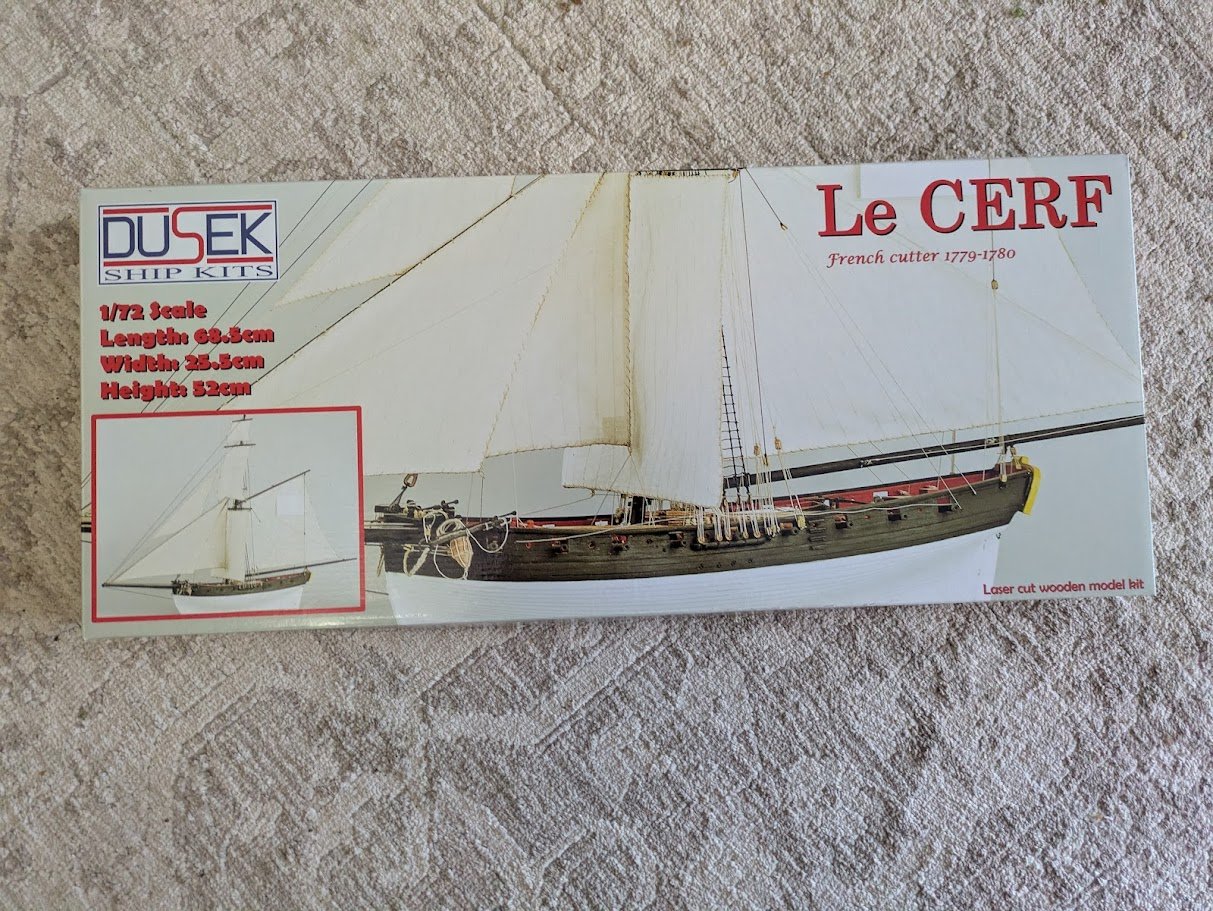 DUSEK
SHIP KITS
1/72 Scale
Length: 68.5cm
Width: 25.5cm
Height: 52cm
Le CERF
French cutter 1779-1780
Laser cut wooden model kit